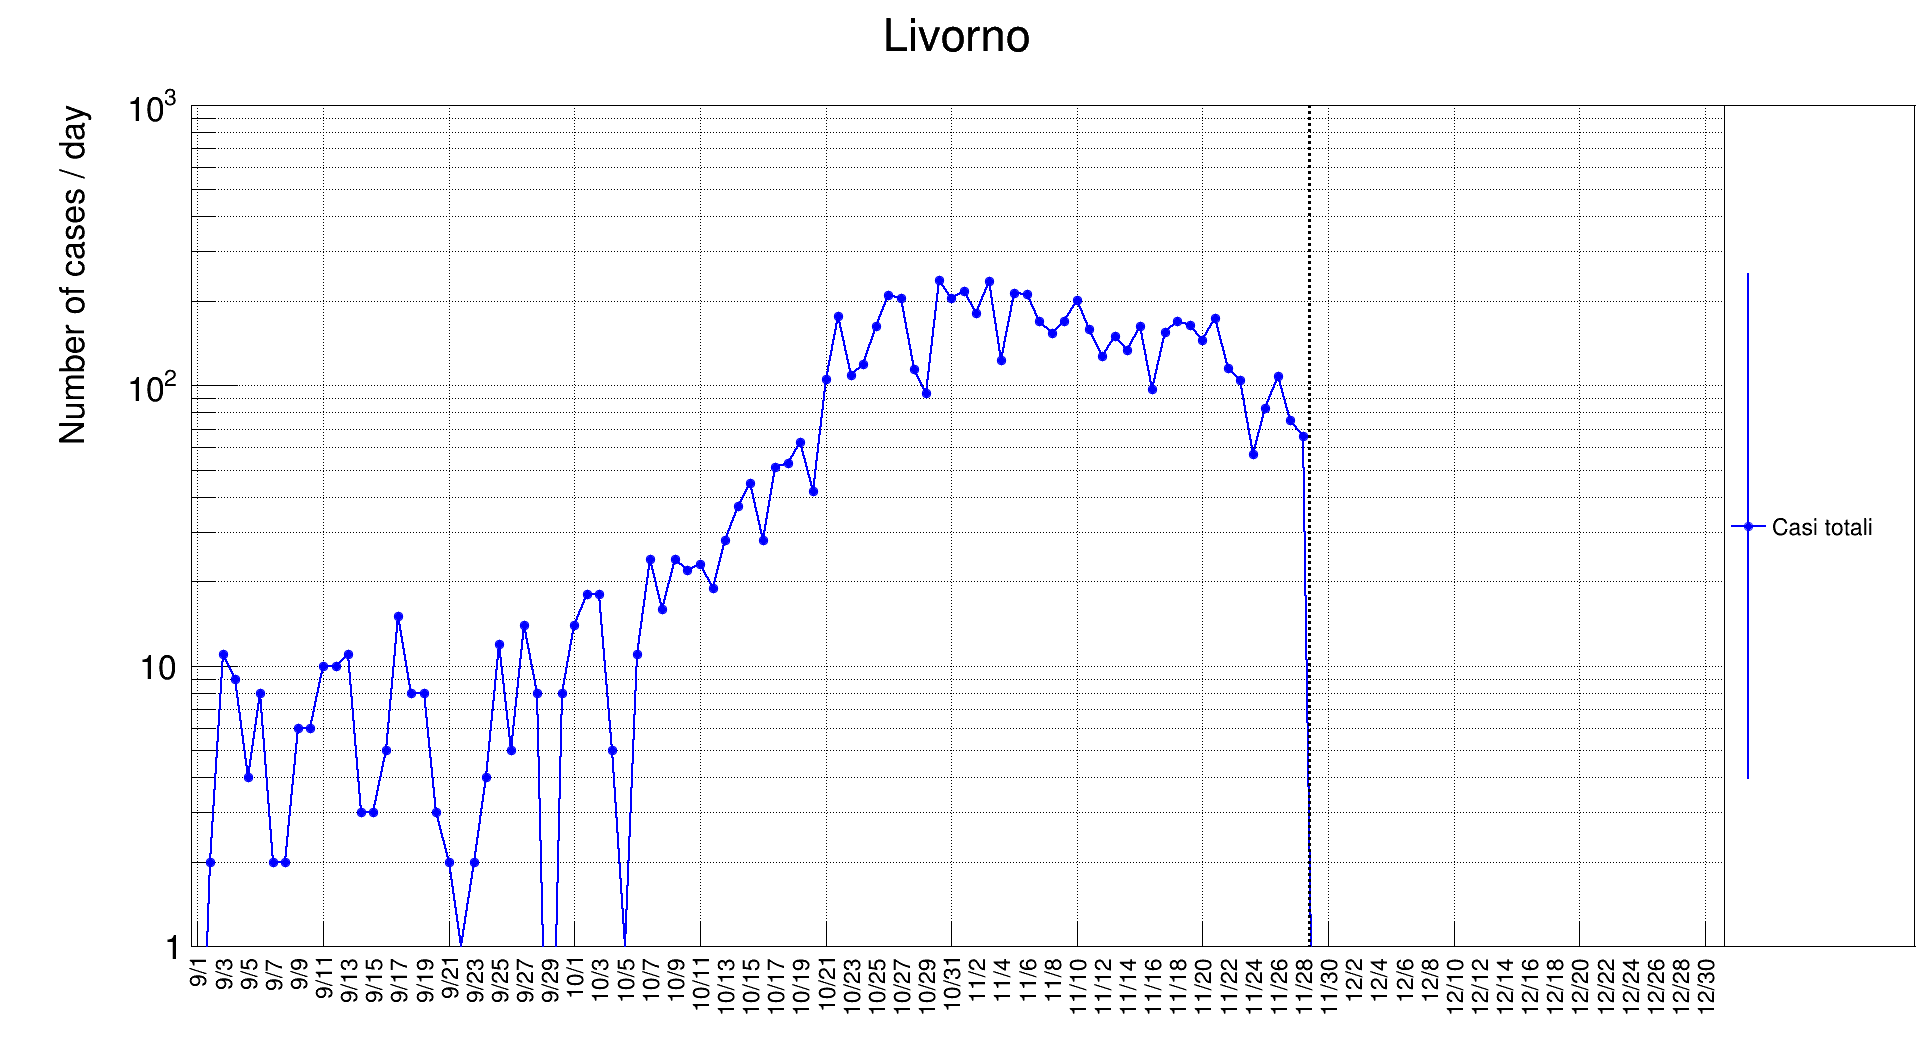 Livorno
Number of cases / day
10^3
10^2
10
1
9/1 9/3 9/5 9/7 9/9 9/11 9/13 9/15 9/17 9/19 9/21 9/23 9/25 9/27 9/29 10/1 10/3 10/5 10/7 10/9 10/11 10/13 10/15 10/17 10/19 10/21 10/23 10/25 10/27 10/29 10/31 11/2 11/4 11/6 11/8 11/10 11/12 11/14 11/16 11/18 11/20 11/22 11/24 11/26 11/28 11/30 12/2 12/4 12/6 12/8 12/10 12/12 12/14 12/16 12/18 12/20 12/22 12/24 12/26 12/28 12/30
Casi totali